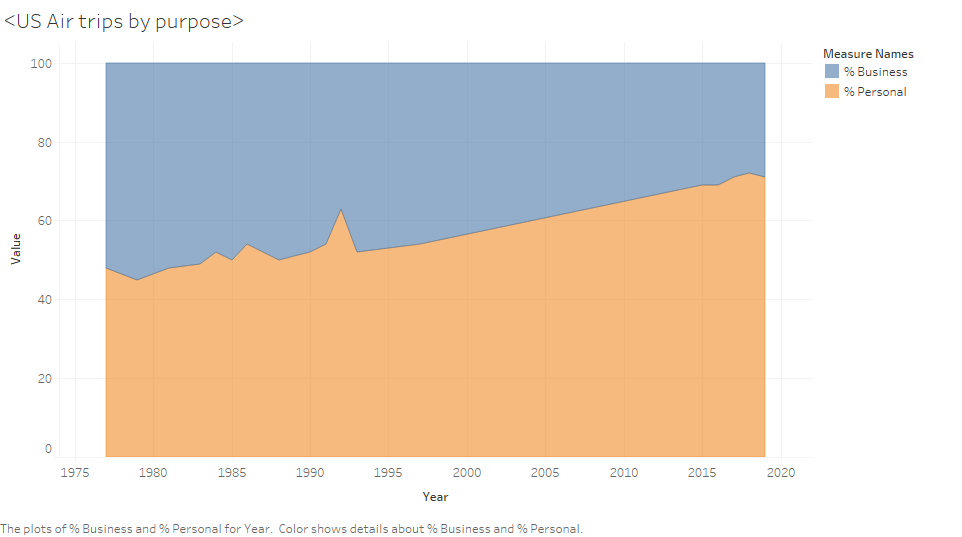 <US Air trips by purpose>
Measure Names
% Business
% Personal
100
80
60
40
20
0
Value
1975 1980 1985 1990 1995 2000 2005 2010 2015 2020
Year
The plots of % Business and % Personal for Year. Color shows details about % Business and % Personal.